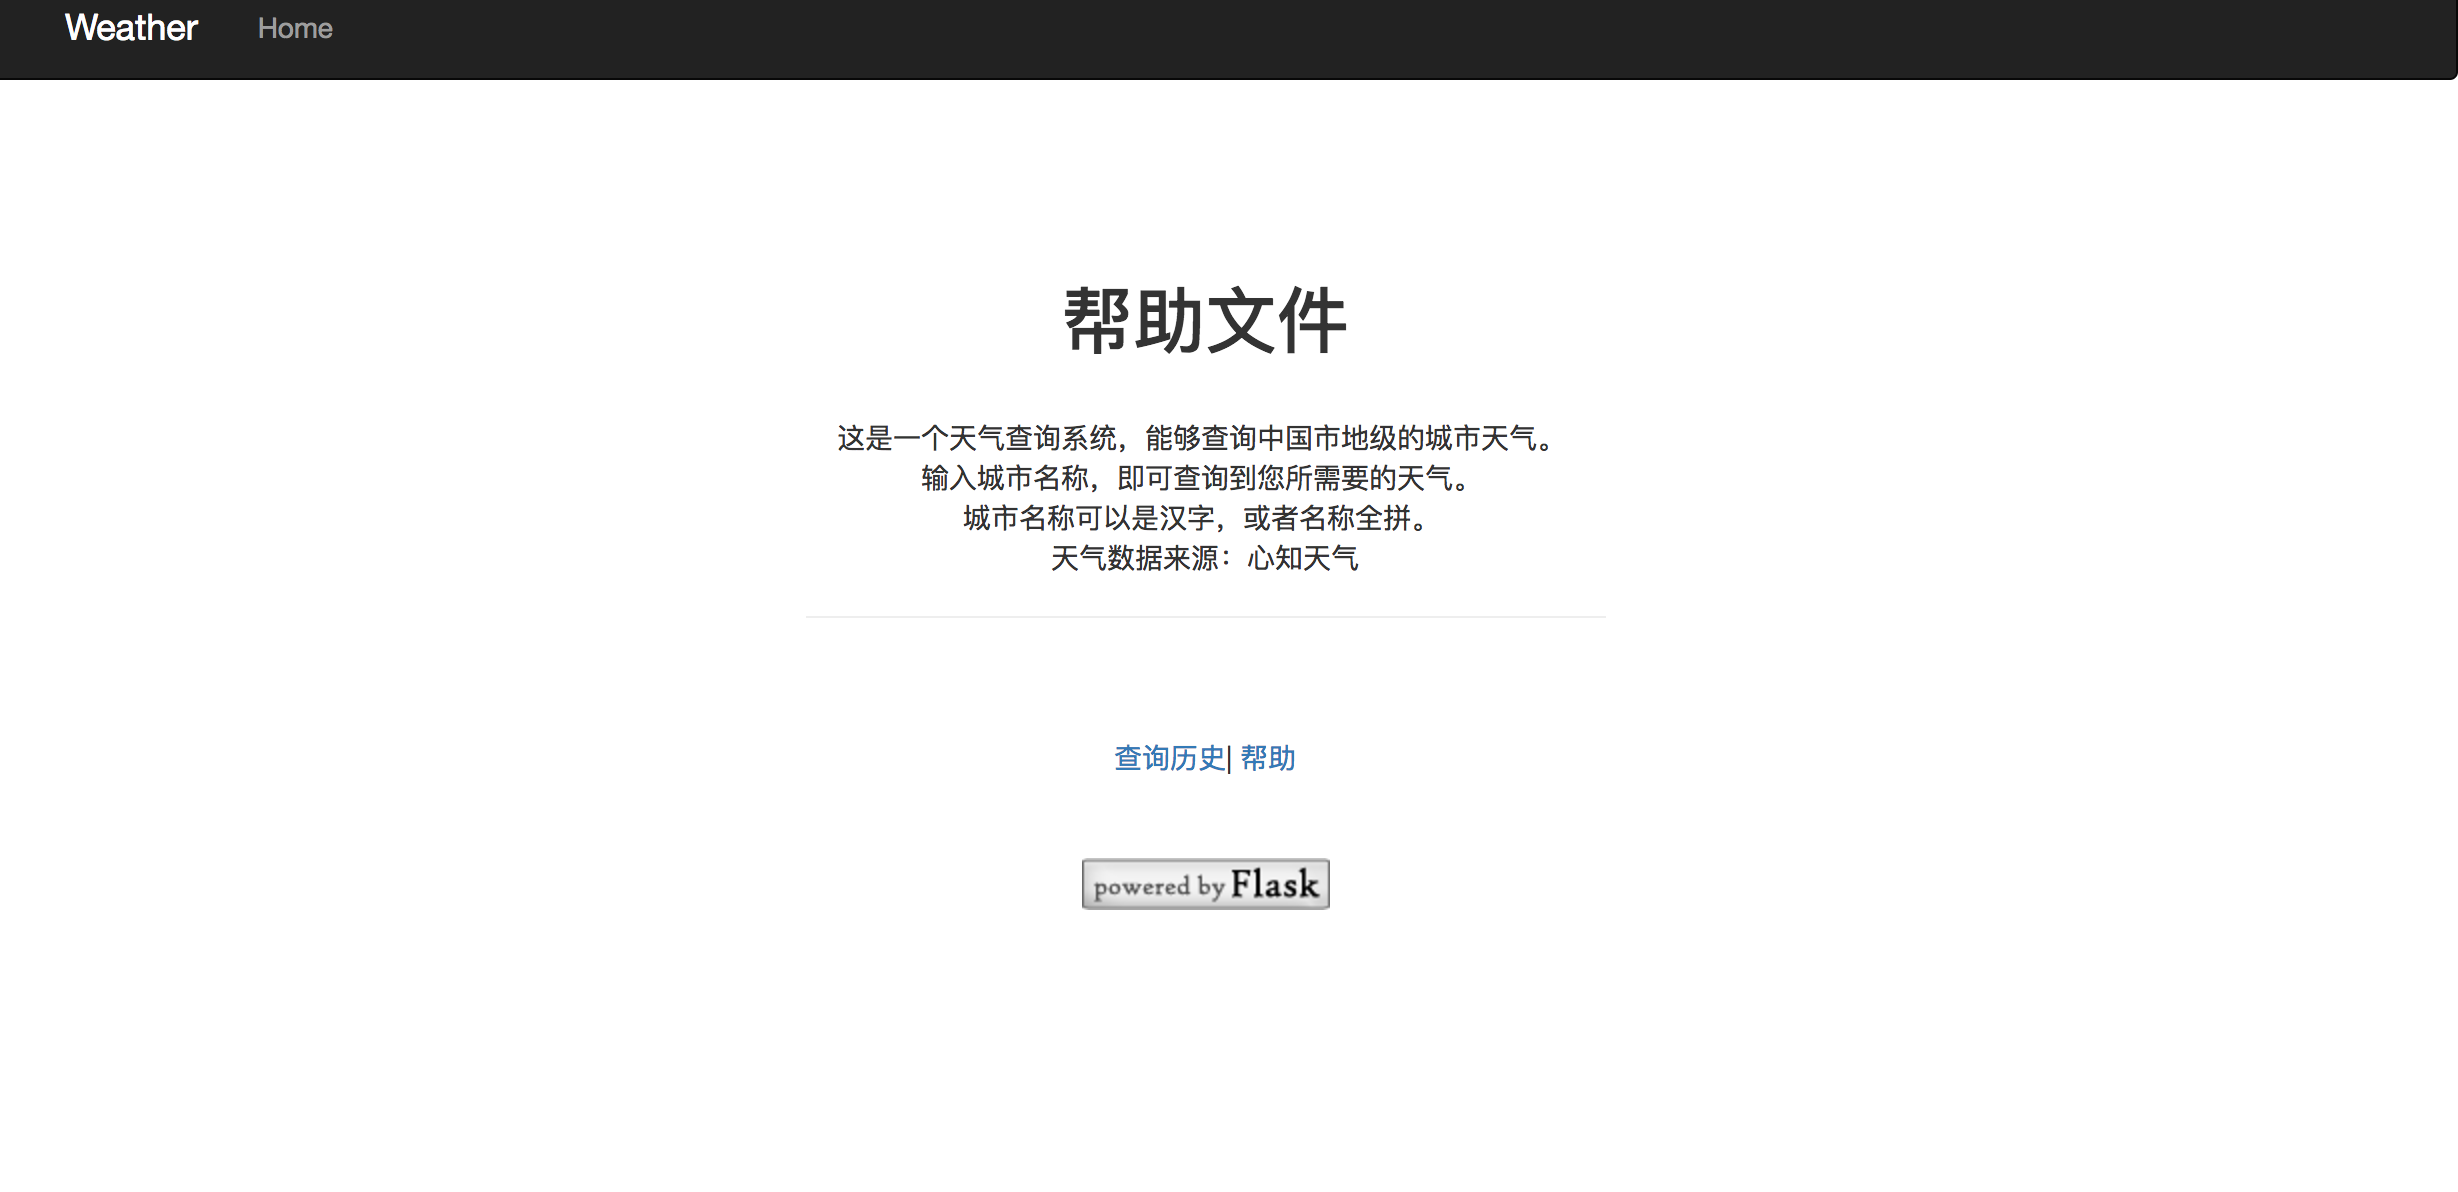 Weather Home
帮助文件
这是一个天气查询系统，能够查询中国市地级的城市天气。
输入城市名称，即可查询到您所需要的天气。
城市名称可以是汉字，或者名称全拼。
天气数据来源：心知天气
查询历史| 帮助
powered by Flask